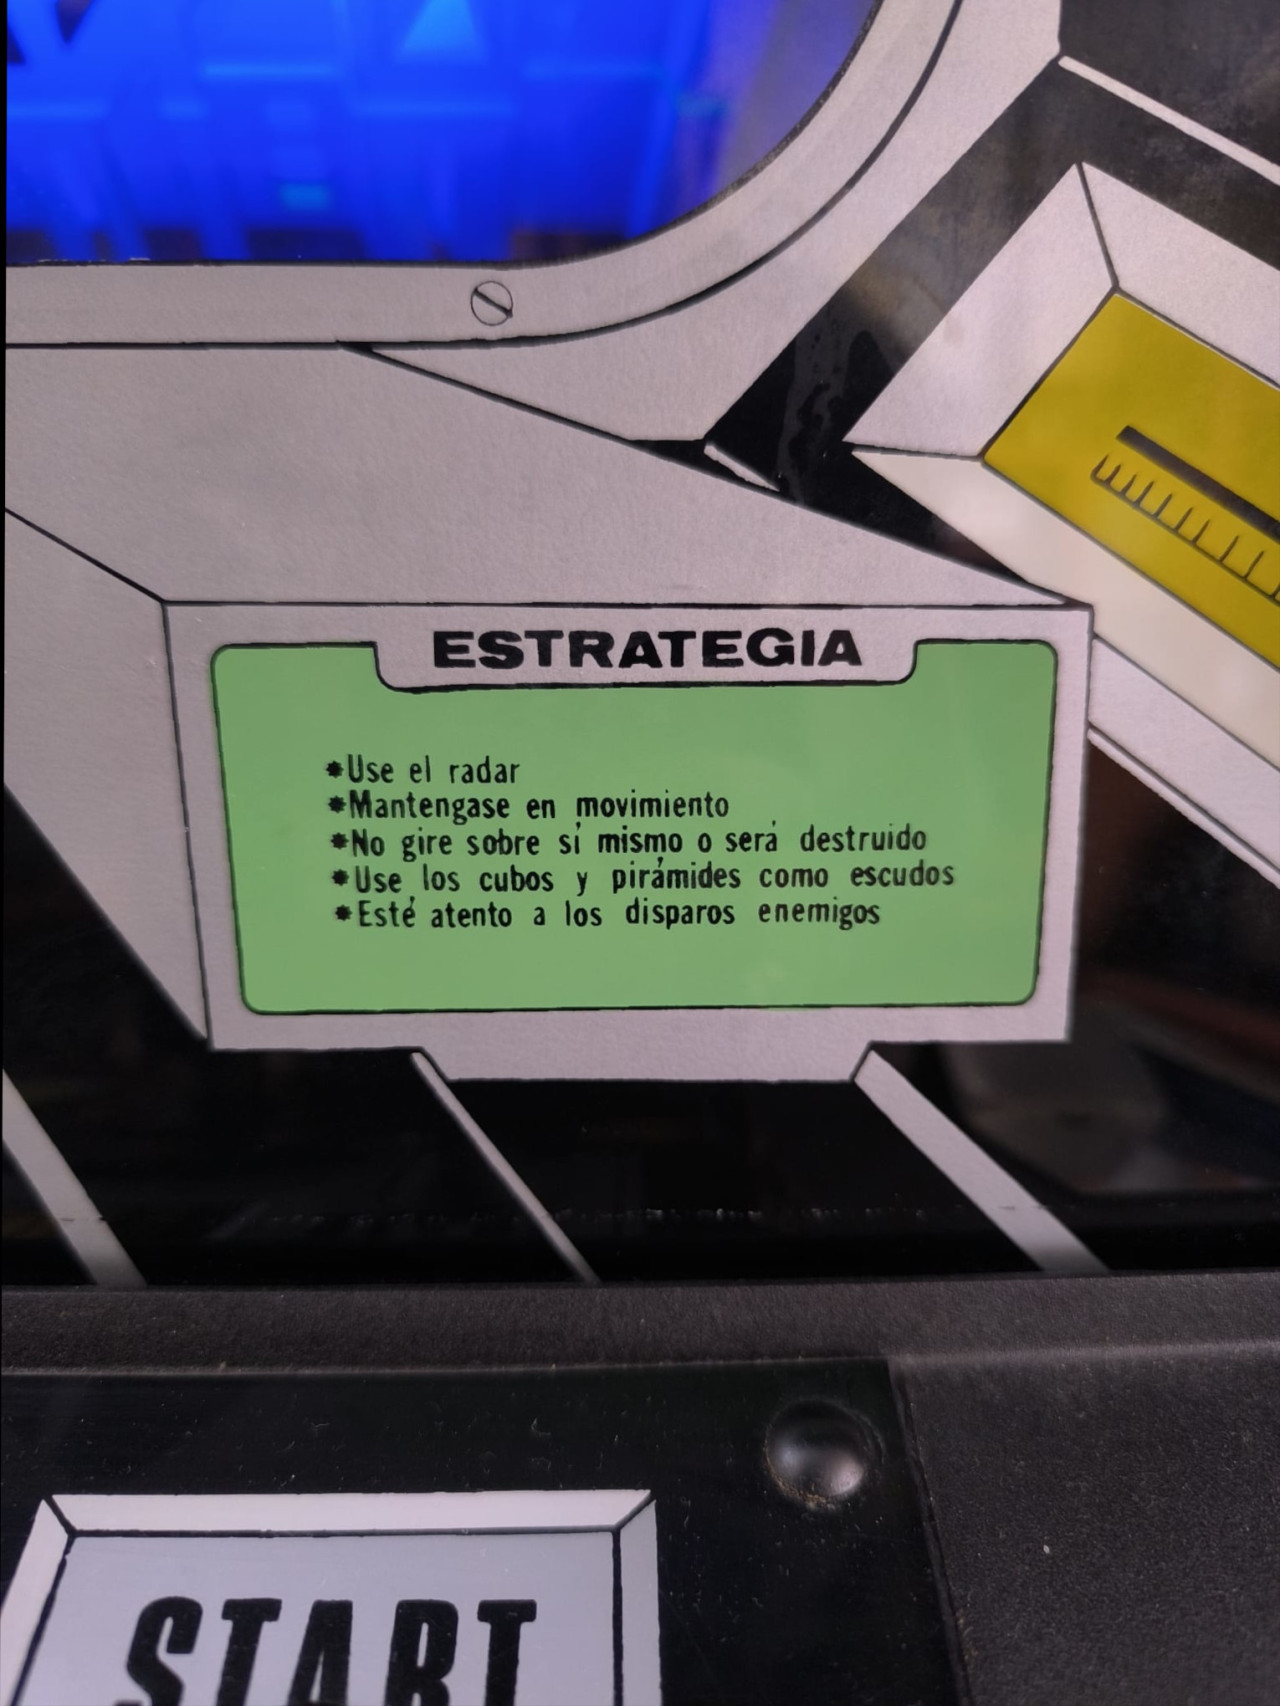 ESTRATEGIA
*Use el radar
*Mantengase en movimiento
*No gire sobre sí mismo o será destruido
*Use los cubos y pirámides como escudos
*Esté atento a los disparos enemigos
START